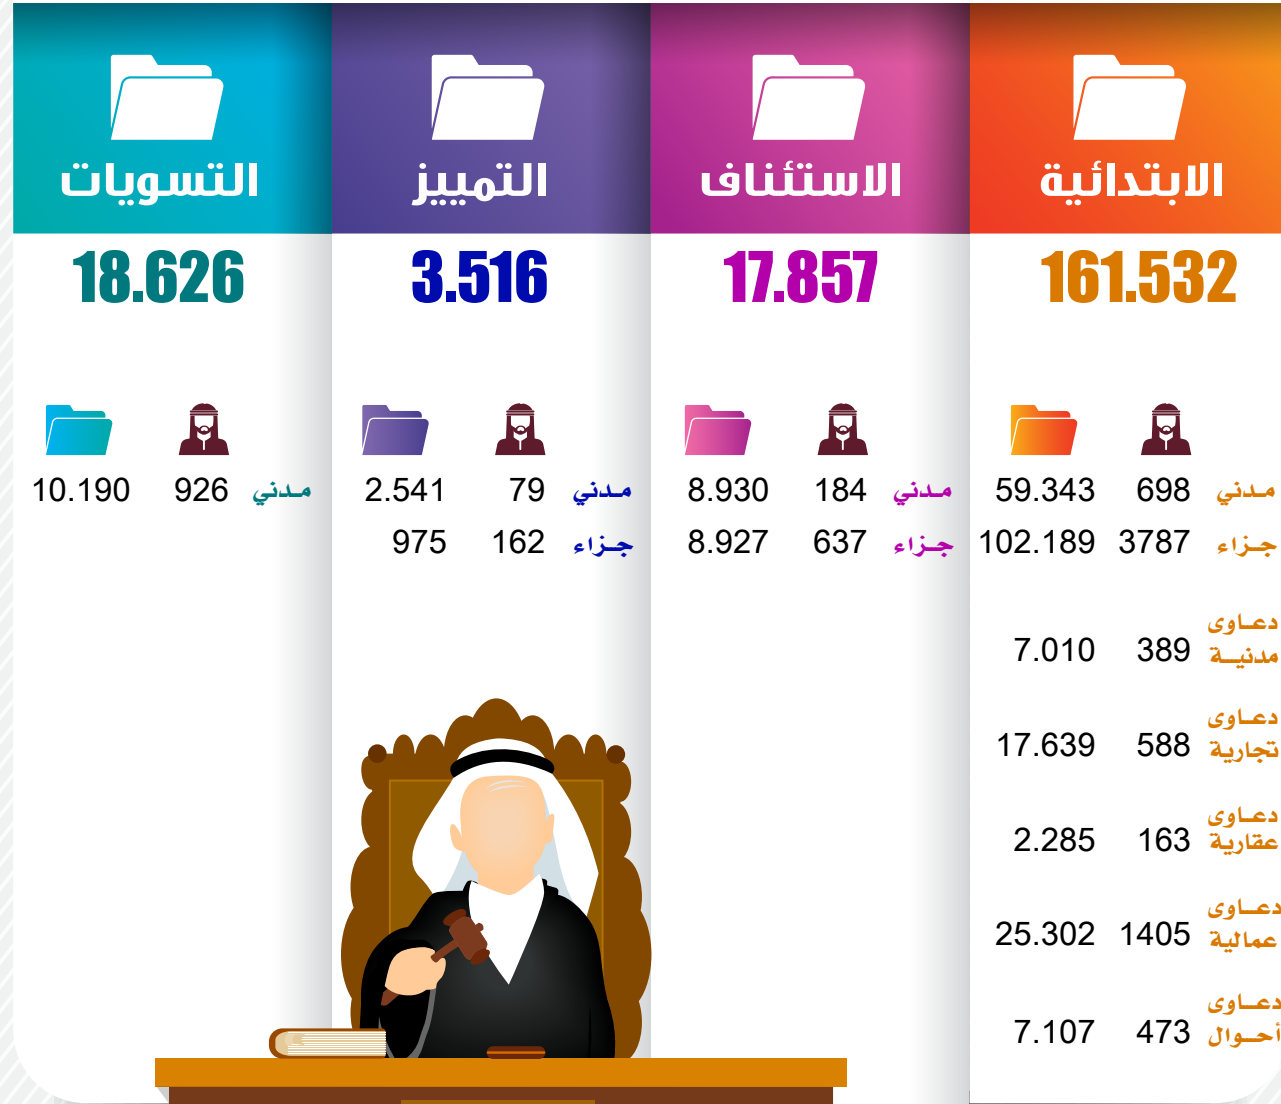 الابتدائية
161.532
مدني 698 59.343
جزاء 3787 102.189
دعاوى
مدنية 389 7.010
دعاوى
تجارية 588 17.639
دعاوى
عقارية 163 2.285
دعاوى
عمالية 1405 25.302
دعاوى
أحوال 473 7.107
الاستئناف
17.857
مدني 184 8.930
جزاء 637 8.927
التمييز
3.516
مدني 79 2.541
جزاء 162 975
التسويات
18.626
مدني 926 10.190